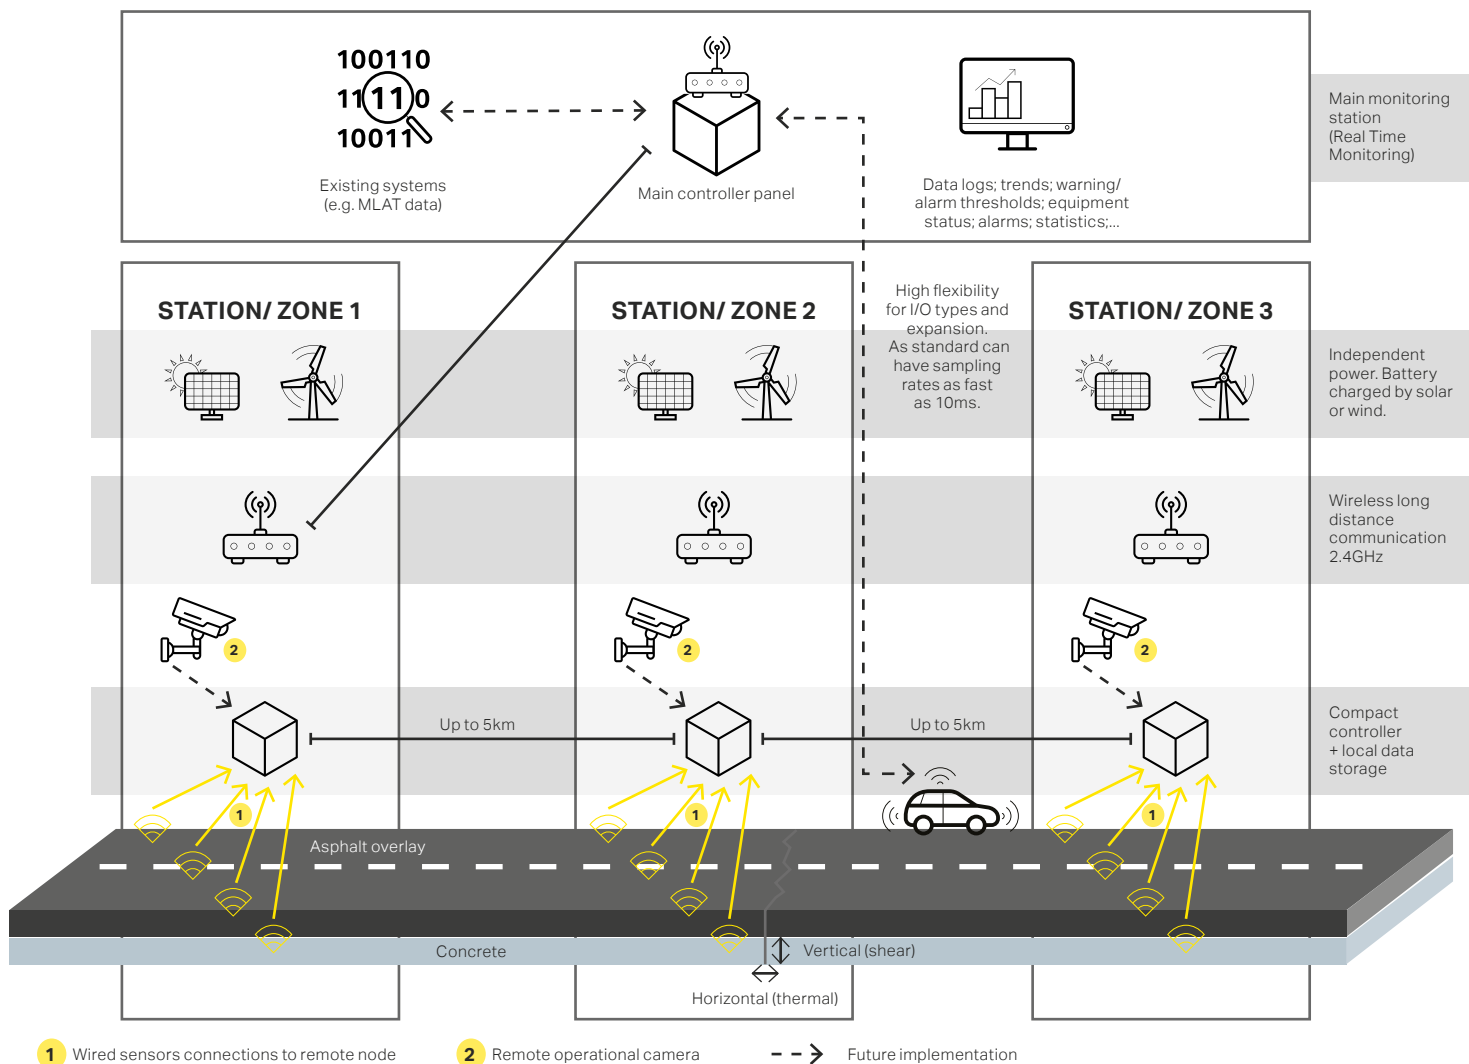 100110
11110
10011
Existing systems
(e.g. MLAT data)
Main controller panel
Data logs; trends; warning/
alarm thresholds; equipment
status; alarms; statistics;...
Main monitoring
station
(Real Time
Monitoring)
STATION/ ZONE 1
STATION/ ZONE 2
High flexibility
for I/O types and
expansion.
As standard can
have sampling
rates as fast
as 10ms.
STATION/ ZONE 3
Independent
power. Battery
charged by solar
or wind.
Wireless long
distance
communication
2.4GHz
2
2
2
Up to 5km
Up to 5km
Compact
controller
+ local data
storage
1
1
1
Asphalt overlay
Concrete
Vertical (shear)
Horizontal (thermal)
1 Wired sensors connections to remote node
2 Remote operational camera
Future implementation